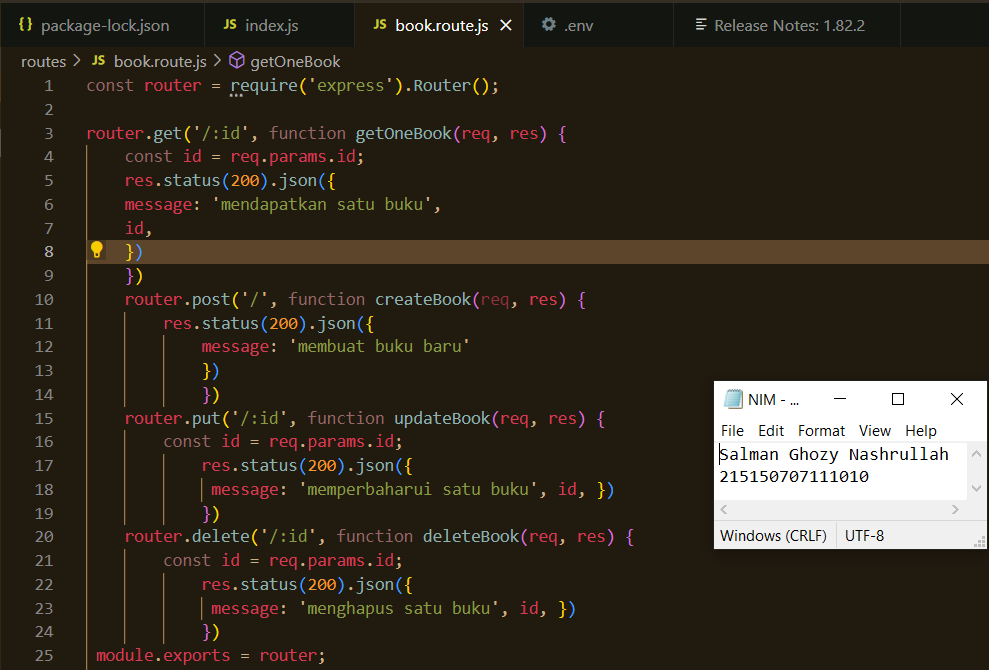 {} package-lock.json JS index.js JS book.route.js .env Release Notes: 1.82.2
routes > JS book.route.js > getOneBook
1 const router = require('express').Router();
2
3 router.get('/:id', function getOneBook(req, res) {
4 const id = req.params.id;
5 res.status(200).json({
6 message: 'mendapatkan satu buku',
7 id,
8 })
9 })
10 router.post('/', function createBook(req, res) {
11 res.status(200).json({
12 message: 'membuat buku baru'
13 })
14 })
15 router.put('/:id', function updateBook(req, res) {
16 const id = req.params.id;
17 res.status(200).json({
18 message: 'memperbaharui satu buku', id, })
19 })
20 router.delete('/:id', function deleteBook(req, res) {
21 const id = req.params.id;
22 res.status(200).json({
23 message: 'menghapus satu buku', id, })
24 })
25 module.exports = router;
NIM - ...
File Edit Format View Help
Salman Ghozy Nashrullah
215150707111010
Windows (CRLF) UTF-8